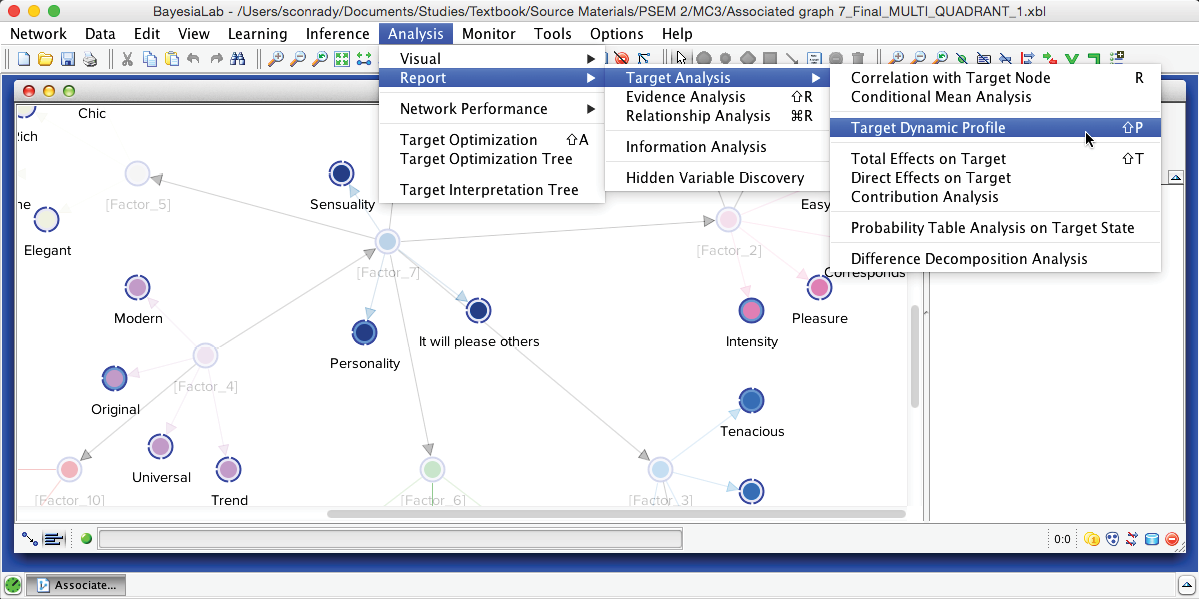 BayesiaLab - /Users/sconrady/Documents/Studies/Textbook/Source Materials/PSEM 2/MC3/Associated graph 7_Final_MULTI_QUADRANT_1.xbl
Network Data Edit View Learning Inference Analysis Monitor Tools Options Help
Visual
Report
Network Performance
Target Optimization ⇧A
Target Optimization Tree
Target Interpretation Tree
Target Analysis
Evidence Analysis ⇧R
Relationship Analysis ⌘R
Information Analysis
Hidden Variable Discovery
Correlation with Target Node R
Conditional Mean Analysis
Target Dynamic Profile ⇧P
Total Effects on Target ⇧T
Direct Effects on Target
Contribution Analysis
Probability Table Analysis on Target State
Difference Decomposition Analysis
Chic
[Factor_5]
Sensuality
Easy
Elegant
[Factor_7]
[Factor_2]
Corresponds
Modern
Pleasure
It will please others
Intensity
Personality
[Factor_4]
Original
Tenacious
Universal
Trend
[Factor_10]
[Factor_6]
[Factor_3]
0:0
Associate...